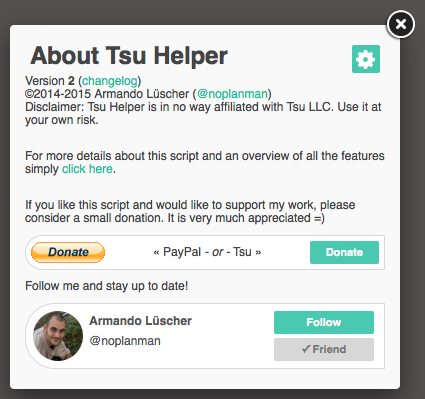 About Tsu Helper
Version 2 (changelog)
©2014-2015 Armando Lüscher (@noplanman)
Disclaimer: Tsu Helper is in no way affiliated with Tsu LLC. Use it at
your own risk.
For more details about this script and an overview of all the features
simply click here.
If you like this script and would like to support my work, please
consider a small donation. It is very much appreciated =)
Donate « PayPal - or - Tsu » Donate
Follow me and stay up to date!
Armando Lüscher
@noplanman
Follow
✓Friend